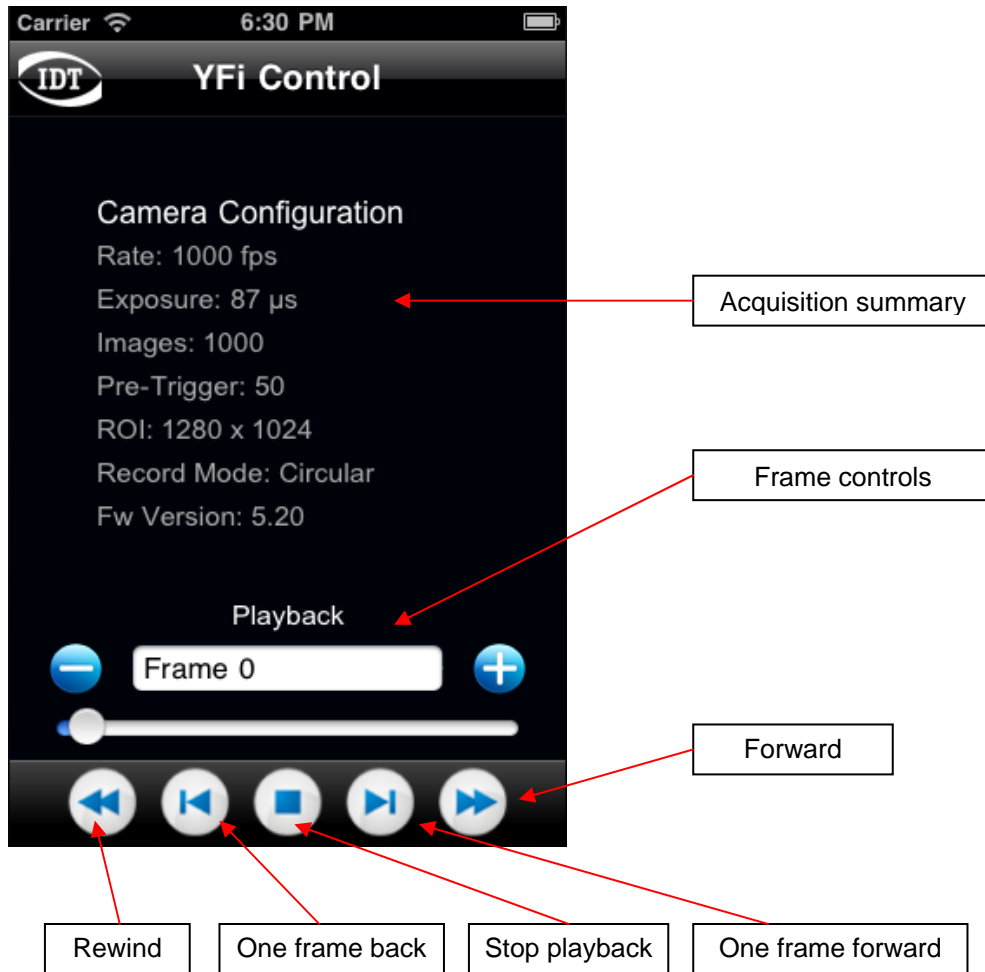 Carrier 6:30 PM
IDT YFi Control
Camera Configuration
Rate: 1000 fps
Exposure: 87 µs
Images: 1000
Pre-Trigger: 50
ROI: 1280 x 1024
Record Mode: Circular
Fw Version: 5.20
Playback
Frame 0
Acquisition summary
Frame controls
Forward
Rewind
One frame back
Stop playback
One frame forward